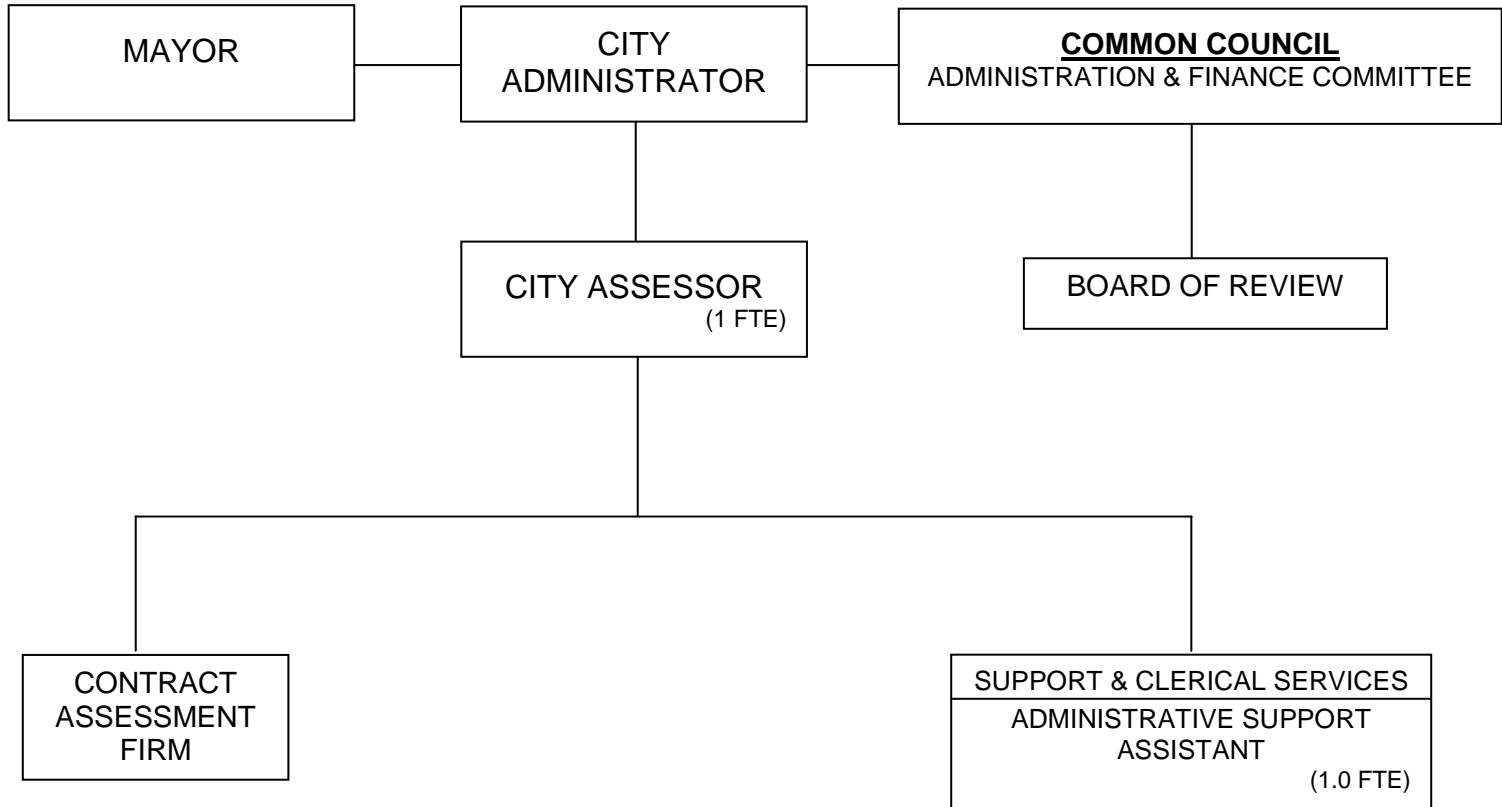 MAYOR
CITY
ADMINISTRATOR
COMMON COUNCIL
ADMINISTRATION & FINANCE COMMITTEE
CITY ASSESSOR
(1 FTE)
BOARD OF REVIEW
CONTRACT
ASSESSMENT
FIRM
SUPPORT & CLERICAL SERVICES
ADMINISTRATIVE SUPPORT
ASSISTANT
(1.0 FTE)